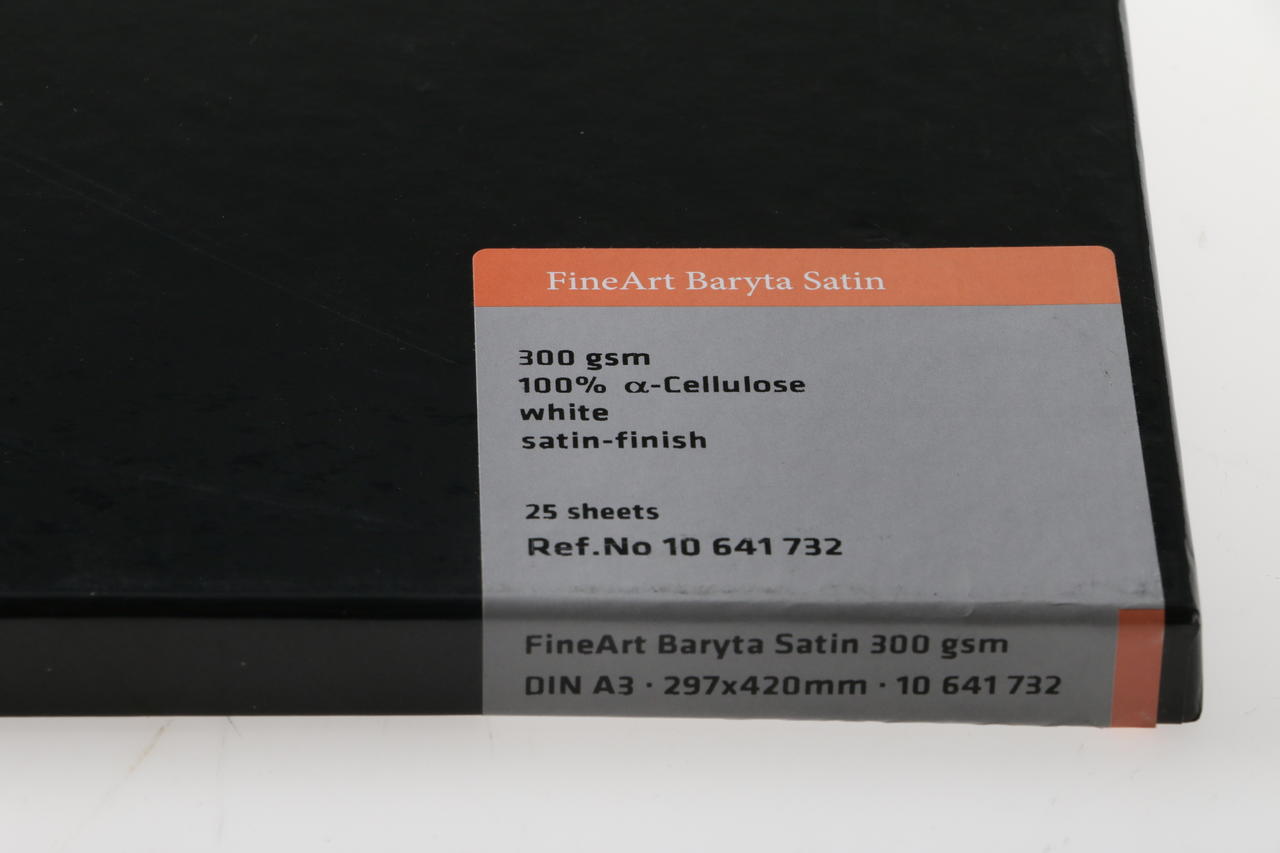 FineArt Baryta Satin
300 gsm
100% α-Cellulose
white
satin-finish
25 sheets
Ref.No 10 641 732
FineArt Baryta Satin 300 gsm
DIN A3 · 297x420mm · 10 641 732